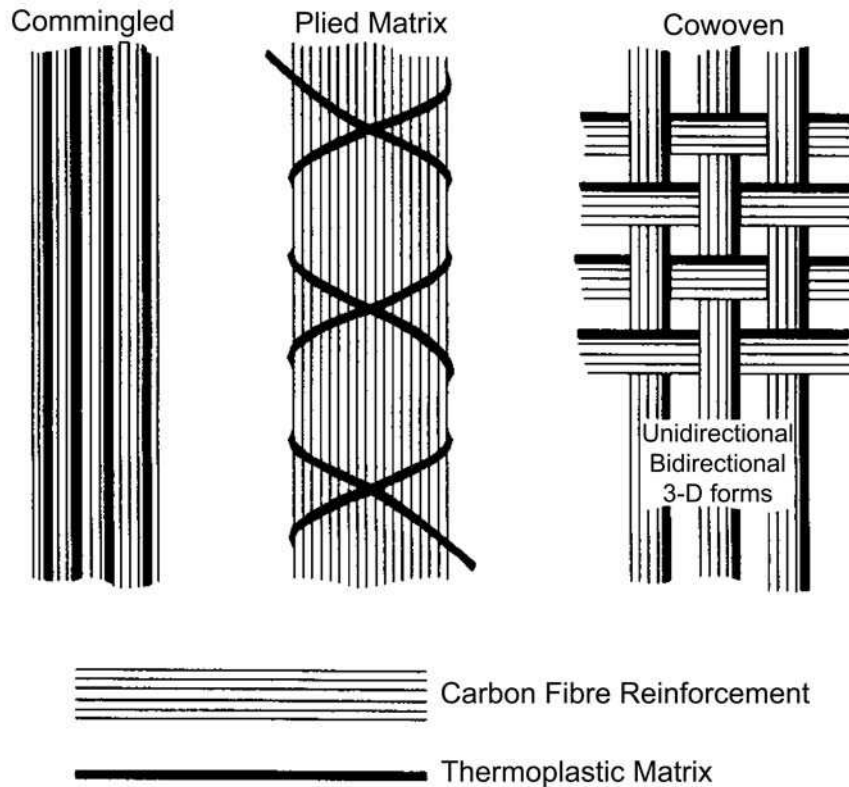 Commingled
Plied Matrix
Cowoven
Unidirectional
Bidirectional
3-D forms
Carbon Fibre Reinforcement
Thermoplastic Matrix